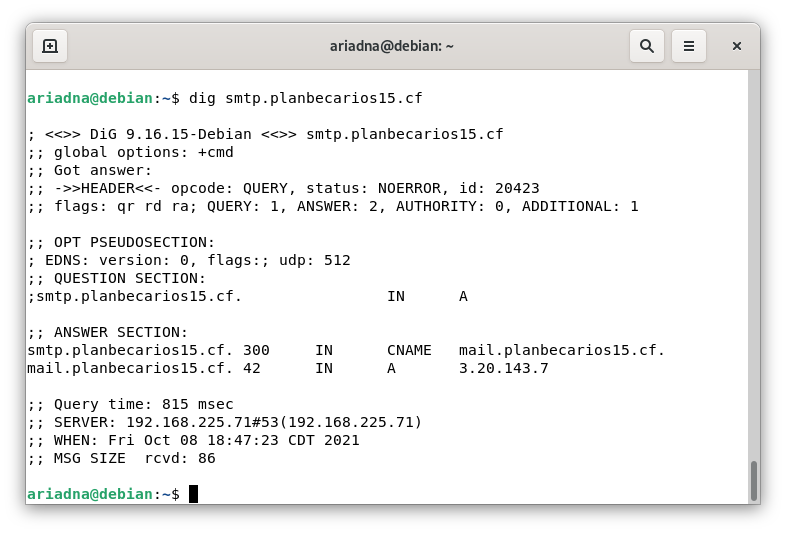 ariadna@debian: ~
ariadna@debian:~$ dig smtp.planbecarios15.cf
; <<>> DiG 9.16.15-Debian <<>> smtp.planbecarios15.cf
;; global options: +cmd
;; Got answer:
;; ->>HEADER<<- opcode: QUERY, status: NOERROR, id: 20423
;; flags: qr rd ra; QUERY: 1, ANSWER: 2, AUTHORITY: 0, ADDITIONAL: 1
;; OPT PSEUDOSECTION:
; EDNS: version: 0, flags:; udp: 512
;; QUESTION SECTION:
;smtp.planbecarios15.cf.                IN      A
;; ANSWER SECTION:
smtp.planbecarios15.cf. 300     IN      CNAME   mail.planbecarios15.cf.
mail.planbecarios15.cf. 42      IN      A       3.20.143.7
;; Query time: 815 msec
;; SERVER: 192.168.225.71#53(192.168.225.71)
;; WHEN: Fri Oct 08 18:47:23 CDT 2021
;; MSG SIZE  rcvd: 86
ariadna@debian:~$